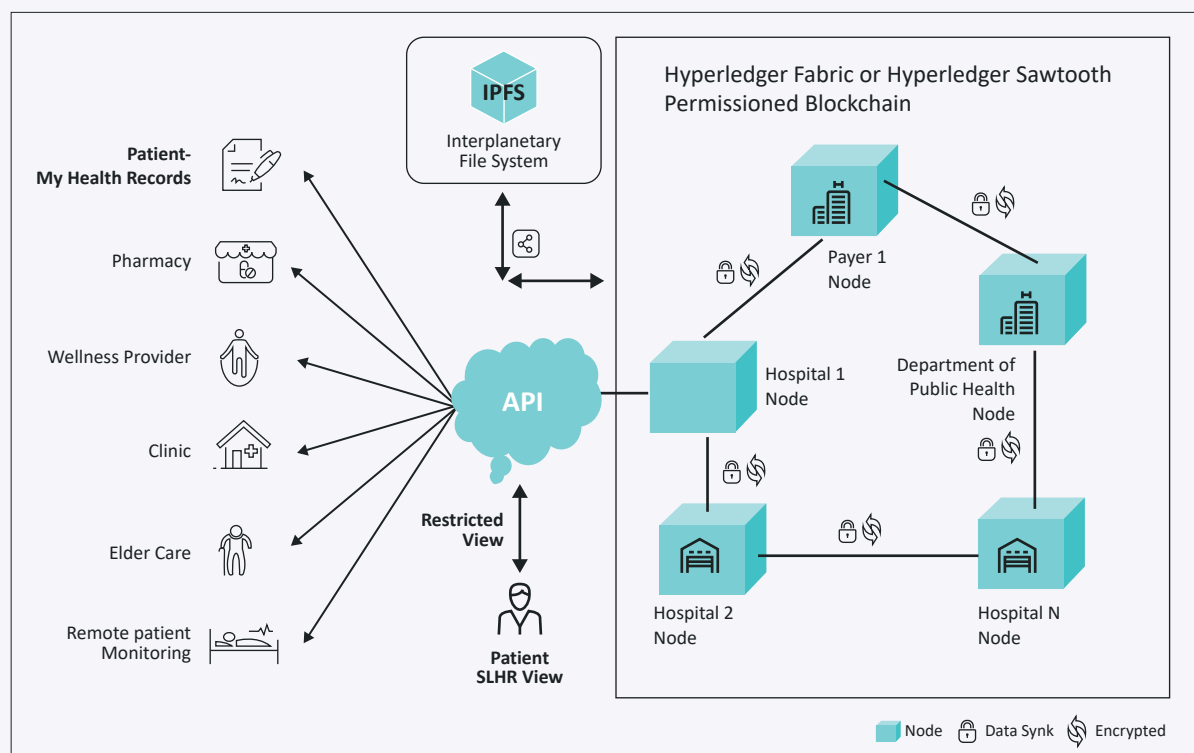 IPFS
Interplanetary
File System
Hyperledger Fabric or Hyperledger Sawtooth
Permissioned Blockchain
Patient-
My Health Records
Pharmacy
Wellness Provider
Clinic
Elder Care
Remote patient
Monitoring
API
Restricted
View
Patient
SLHR View
Payer 1
Node
Department of
Public Health
Node
Hospital 1
Node
Hospital 2
Node
Hospital N
Node
Node
Data Synk
Encrypted